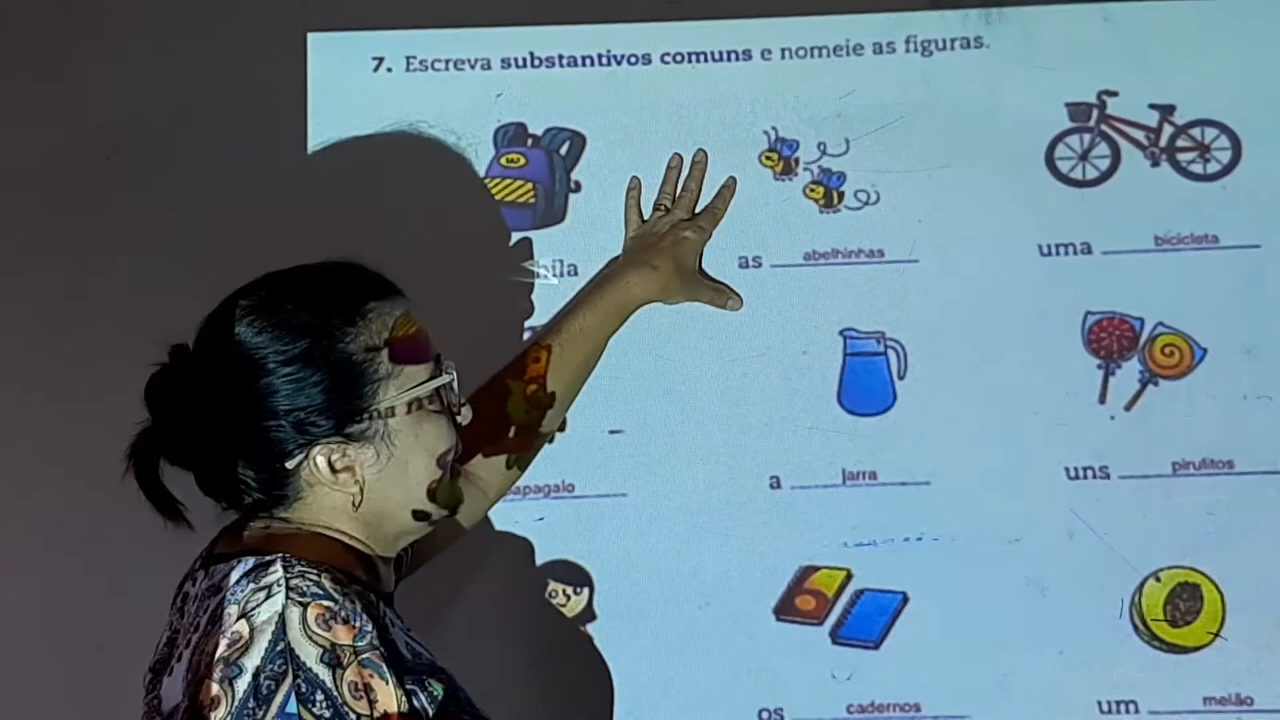 7. Escreva substantivos comuns e nomeie as figuras.
as abelhinhas
uma bicicleta
a jarra
uns pirulitos
os cadernos
um melão